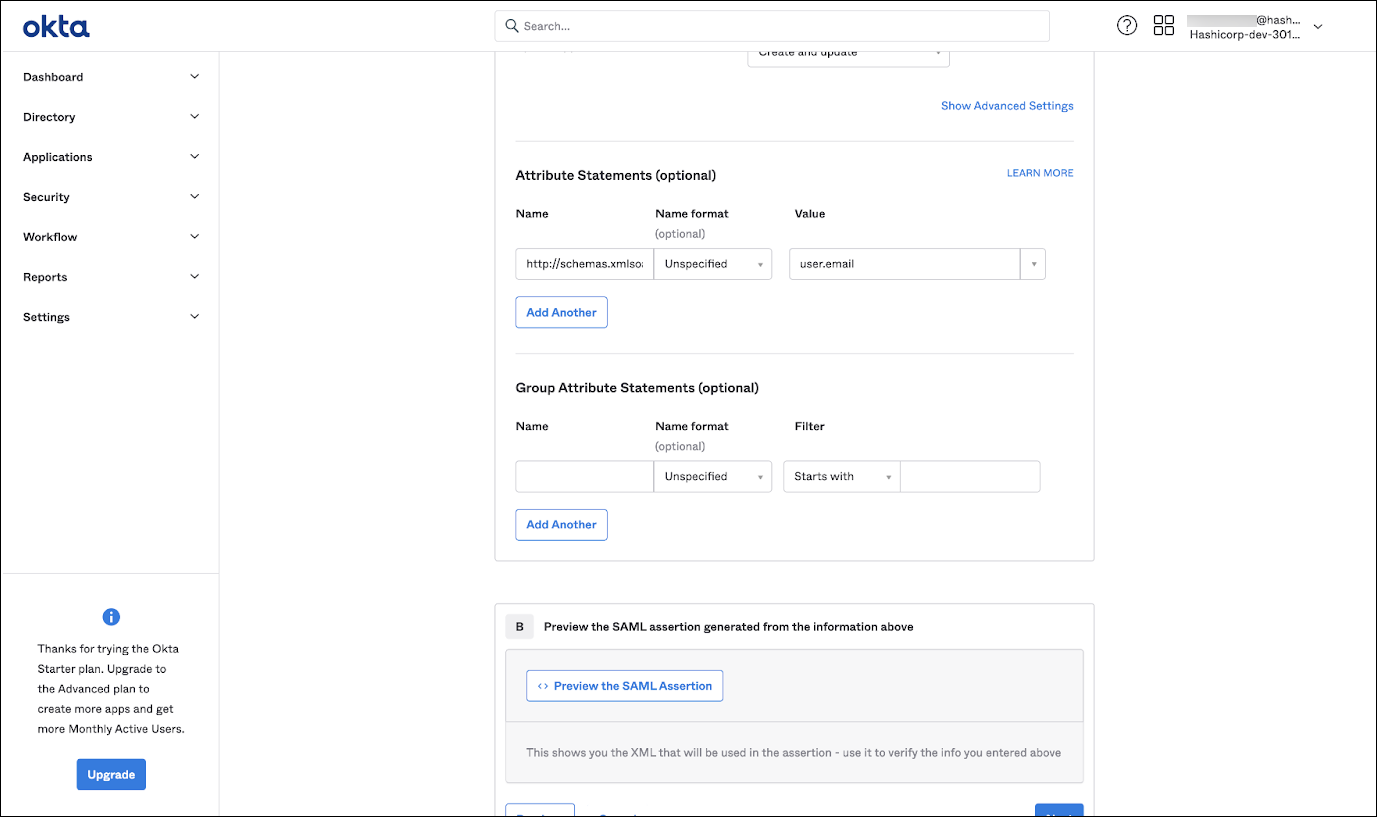 okta
Search...
@hash...
Hashicorp-dev-301...
Dashboard
Directory
Applications
Security
Workflow
Reports
Settings
Create and update
Show Advanced Settings
Attribute Statements (optional)
LEARN MORE
Name
Name format
Value
(optional)
http://schemas.xmlsoa
Unspecified
user.email
Add Another
Group Attribute Statements (optional)
Name
Name format
Filter
(optional)
Unspecified
Starts with
Add Another
B
Preview the SAML assertion generated from the information above
<> Preview the SAML Assertion
This shows you the XML that will be used in the assertion - use it to verify the info you entered above
Thanks for trying the Okta
Starter plan. Upgrade to
the Advanced plan to
create more apps and get
more Monthly Active Users.
Upgrade